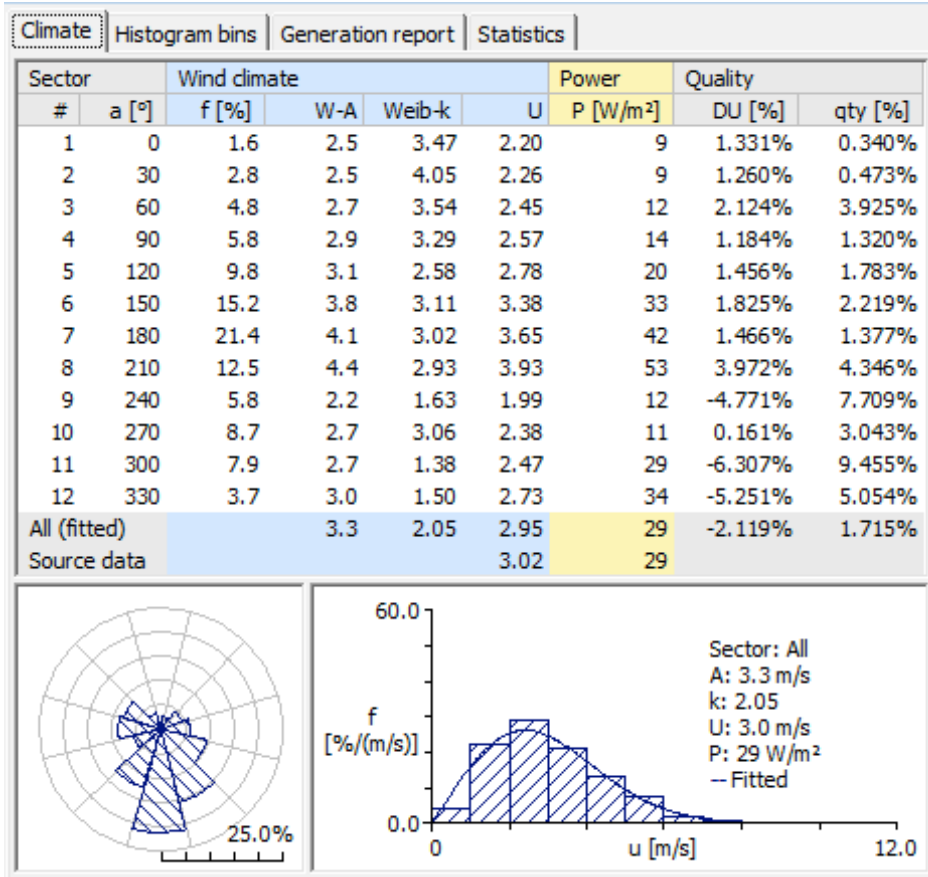 Climate Histogram bins Generation report Statistics
Sector Wind climate Power Quality
# a [°] f [%] W-A Weib-k U P [W/m²] DU [%] qty [%]
1 0 1.6 2.5 3.47 2.20 9 1.331% 0.340%
2 30 2.8 2.5 4.05 2.26 9 1.260% 0.473%
3 60 4.8 2.7 3.54 2.45 12 2.124% 3.925%
4 90 5.8 2.9 3.29 2.57 14 1.184% 1.320%
5 120 9.8 3.1 2.58 2.78 20 1.456% 1.783%
6 150 15.2 3.8 3.11 3.38 33 1.825% 2.219%
7 180 21.4 4.1 3.02 3.65 42 1.466% 1.377%
8 210 12.5 4.4 2.93 3.93 53 3.972% 4.346%
9 240 5.8 2.2 1.63 1.99 12 -4.771% 7.709%
10 270 8.7 2.7 3.06 2.38 11 0.161% 3.043%
11 300 7.9 2.7 1.38 2.47 29 -6.307% 9.455%
12 330 3.7 3.0 1.50 2.73 34 -5.251% 5.054%
All (fitted) 3.3 2.05 2.95 29 -2.119% 1.715%
Source data 3.02 29
25.0%
60.0
f
[%/(m/s)]
0.0
0 u [m/s] 12.0
Sector: All
A: 3.3 m/s
k: 2.05
U: 3.0 m/s
P: 29 W/m²
-- Fitted